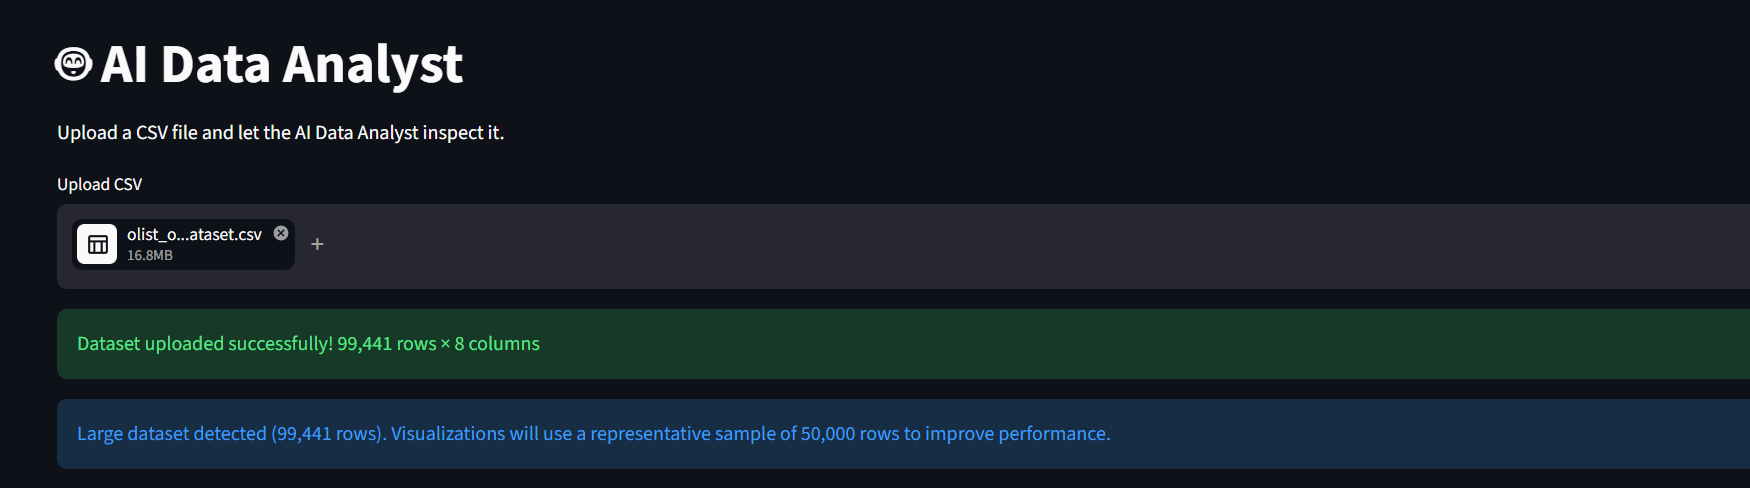 AI Data Analyst
Upload a CSV file and let the AI Data Analyst inspect it.
Upload CSV
olist_o...ataset.csv
16.8MB
Dataset uploaded successfully! 99,441 rows × 8 columns
Large dataset detected (99,441 rows). Visualizations will use a representative sample of 50,000 rows to improve performance.